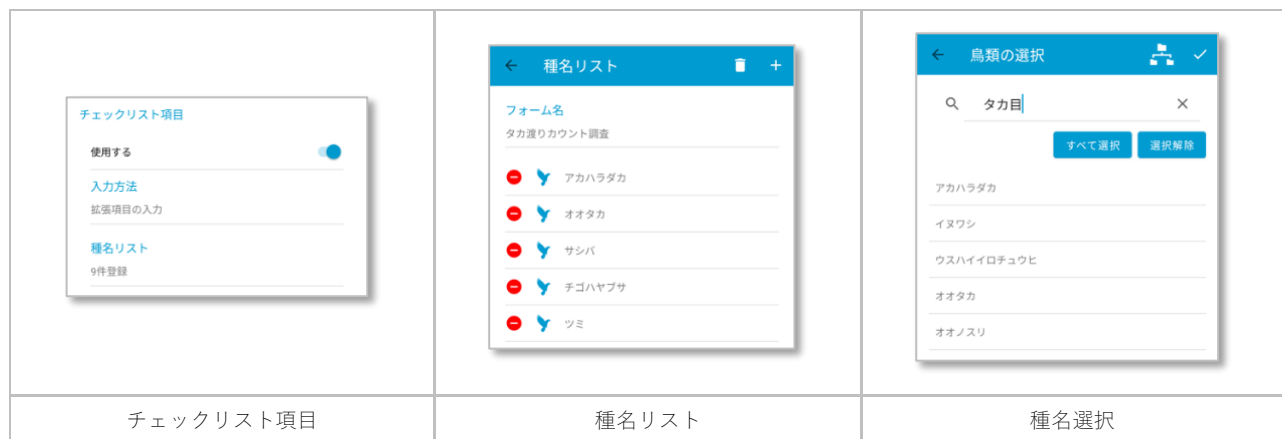 チェックリスト項目
使用する
入力方法
拡張項目の入力
種名リスト
9件登録
種名リスト
フォーム名
タカ渡りカウント調査
アカハラダカ
オオタカ
サシバ
チゴハヤブサ
ツミ
鳥類の選択
タカ目
すべて選択 選択解除
アカハラダカ
イヌワシ
ウスハイイロチュウヒ
オオタカ
オオノスリ
チェックリスト項目 種名リスト 種名選択